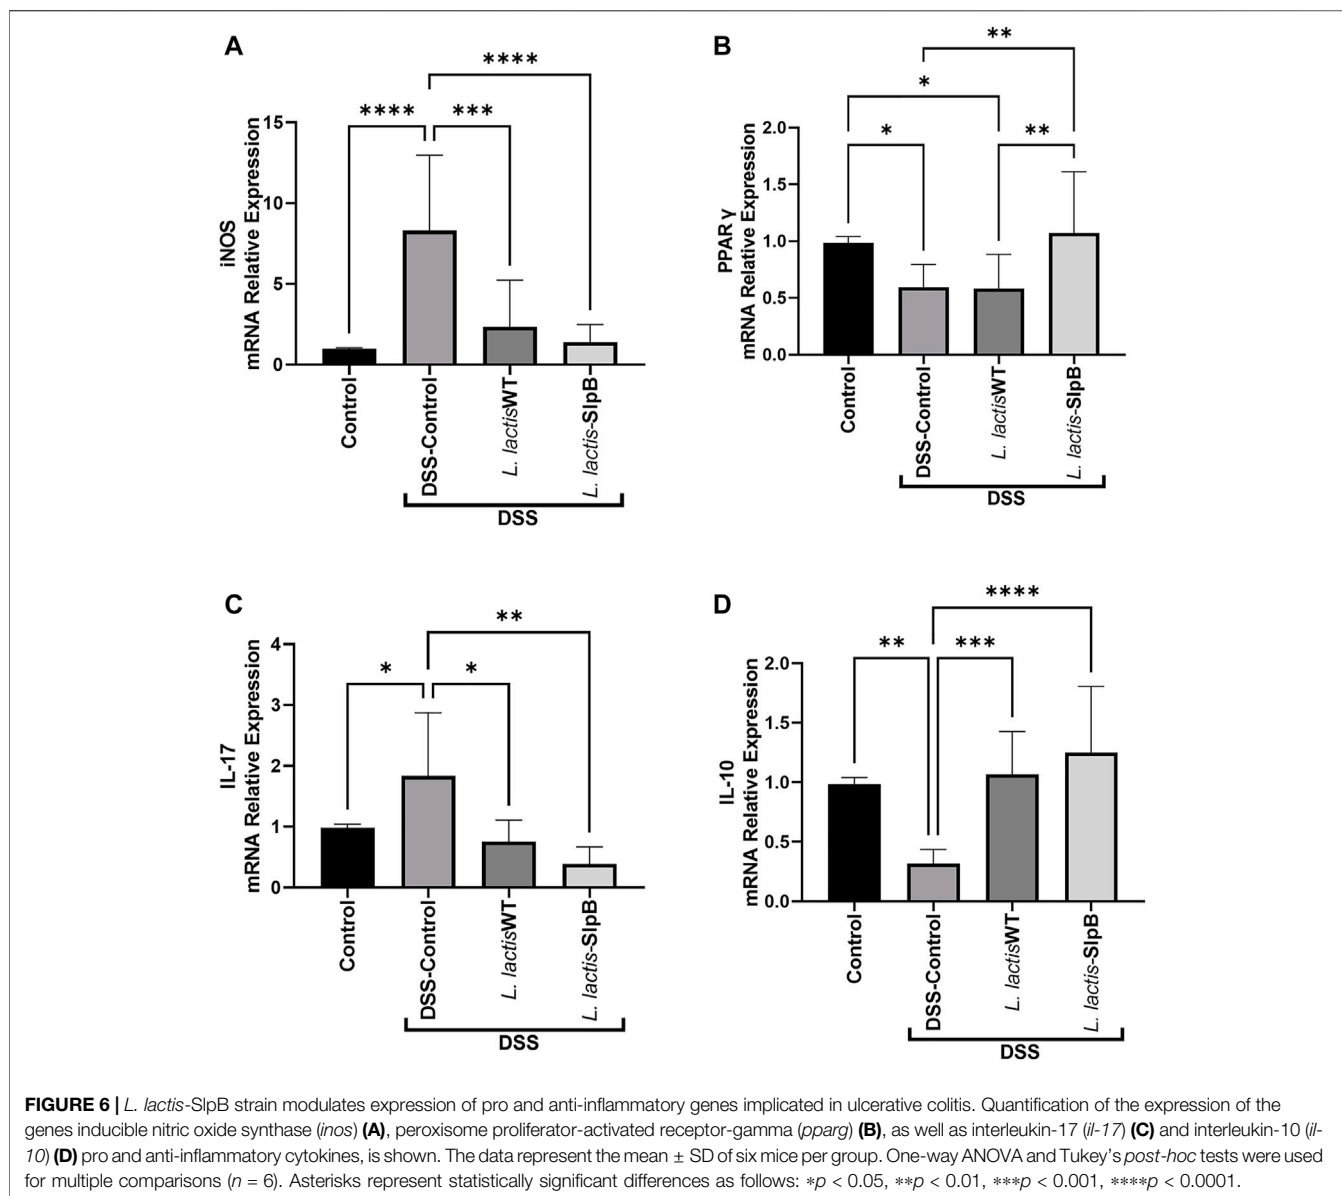 A
****
****
***
15
10
5
0
iNOS
mRNA Relative Expression
Control
DSS-Control
L. lactisWT
L. lactis-SlpB
DSS
B
**
*
*
**
2.0
1.5
1.0
0.5
0.0
PPAR γ
mRNA Relative Expression
Control
DSS-Control
L. lactisWT
L. lactis-SlpB
DSS
C
**
*
*
4
3
2
1
0
IL-17
mRNA Relative Expression
Control
DSS-Control
L. lactisWT
L. lactis-SlpB
DSS
D
****
**
***
2.0
1.5
1.0
0.5
0.0
IL-10
mRNA Relative Expression
Control
DSS-Control
L. lactisWT
L. lactis-SlpB
DSS
FIGURE 6 | L. lactis-SlpB strain modulates expression of pro and anti-inflammatory genes implicated in ulcerative colitis. Quantification of the expression of the
genes inducible nitric oxide synthase (inos) (A), peroxisome proliferator-activated receptor-gamma (pparg) (B), as well as interleukin-17 (il-17) (C) and interleukin-10 (il-
10) (D) pro and anti-inflammatory cytokines, is shown. The data represent the mean ± SD of six mice per group. One-way ANOVA and Tukey's post-hoc tests were used
for multiple comparisons (n = 6). Asterisks represent statistically significant differences as follows: *p < 0.05, **p < 0.01, ***p < 0.001, ****p < 0.0001.